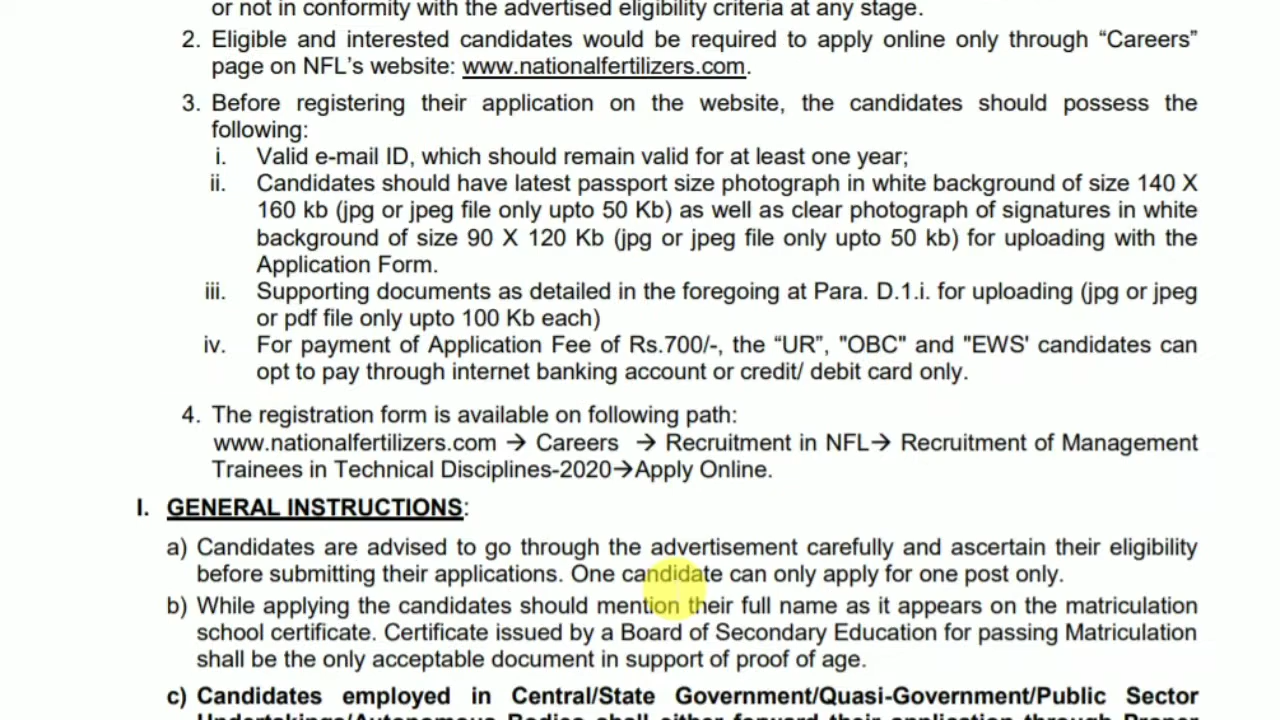 or not in conformity with the advertised eligibility criteria at any stage.
2. Eligible and interested candidates would be required to apply online only through “Careers”
page on NFL’s website: www.nationalfertilizers.com.
3. Before registering their application on the website, the candidates should possess the
following:
i. Valid e-mail ID, which should remain valid for at least one year;
ii. Candidates should have latest passport size photograph in white background of size 140 X
160 kb (jpg or jpeg file only upto 50 Kb) as well as clear photograph of signatures in white
background of size 90 X 120 Kb (jpg or jpeg file only upto 50 kb) for uploading with the
Application Form.
iii. Supporting documents as detailed in the foregoing at Para. D.1.i. for uploading (jpg or jpeg
or pdf file only upto 100 Kb each)
iv. For payment of Application Fee of Rs.700/-, the “UR”, "OBC" and "EWS' candidates can
opt to pay through internet banking account or credit/ debit card only.
4. The registration form is available on following path:
www.nationalfertilizers.com → Careers → Recruitment in NFL→ Recruitment of Management
Trainees in Technical Disciplines-2020→Apply Online.
I. GENERAL INSTRUCTIONS:
a) Candidates are advised to go through the advertisement carefully and ascertain their eligibility
before submitting their applications. One candidate can only apply for one post only.
b) While applying the candidates should mention their full name as it appears on the matriculation
school certificate. Certificate issued by a Board of Secondary Education for passing Matriculation
shall be the only acceptable document in support of proof of age.
c) Candidates employed in Central/State Government/Quasi-Government/Public Sector
Undertakings/Autonomous Bodies shall either forward their application through Proper